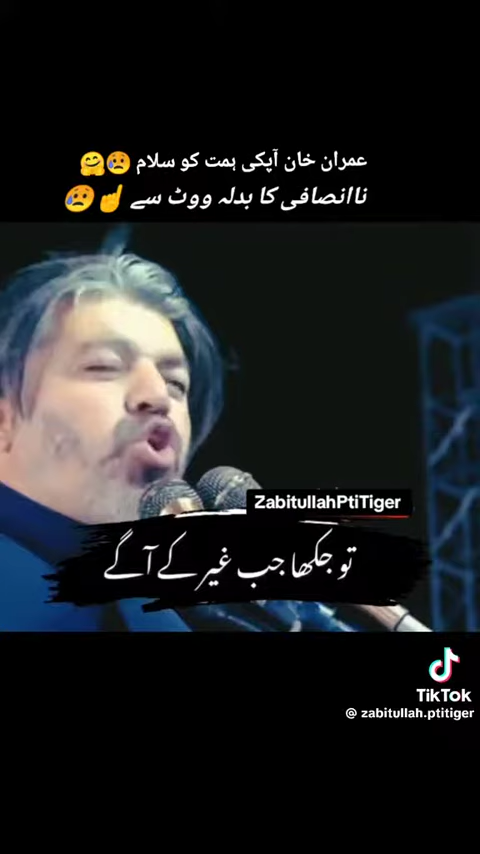 عمران خان آپکی ہمت کو سلام 😥🤗
ناانصافی کا بدلہ ووٹ سے ☝️😥
ZabitullahPtiTiger
تو جھکا جب غیر کے آگے
TikTok
@ zabitullah.ptitiger